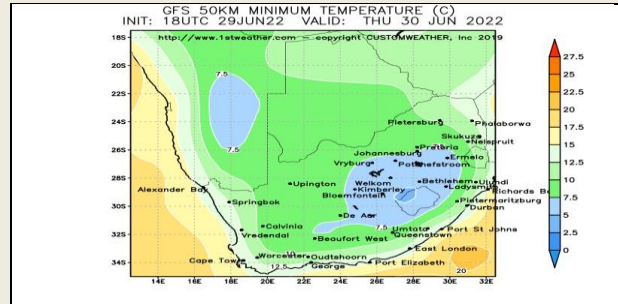 GFS 50KM MINIMUM TEMPERATURE (C)
INIT: 18UTC 29JUN22 VALID: THU 30 JUN 2022
http://www.1stweather.com — copyright CUSTOMWEATHER, Inc 2019
18S
20S
22S
24S
26S
28S
30S
32S
34S
7.5
7.5
Pietersburg
Phalaborwa
Skukuza
Nelspruit
Pretoria
Johannesburg
Ermelo
Vryburg
Potchefstroom
Welkom
Bethlehem
Ulundi
Alexander Bay
Upington
Kimberley
Ladysmith
Richards B
Bloemfontein
Springbok
Pietermaritzburg
Durban
De Aar
Calvinia
7.5
Umtata
Port St Johns
Vredendal
Beaufort West
Queenstown
East London
10
Worcester
Oudtshoorn
Cape Town
12.5
George
Port Elizabeth
20
14E 16E 18E 20E 22E 24E 26E 28E 30E 32E
27.5
25
22.5
20
17.5
15
12.5
10
7.5
5
2.5
0